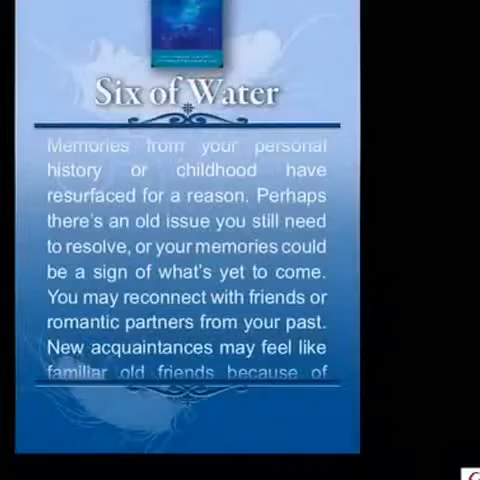 Six of Water
Memories from your personal
history or childhood have
resurfaced for a reason. Perhaps
there's an old issue you still need
to resolve, or your memories could
be a sign of what's yet to come.
You may reconnect with friends or
romantic partners from your past.
New acquaintances may feel like
familiar old friends because of